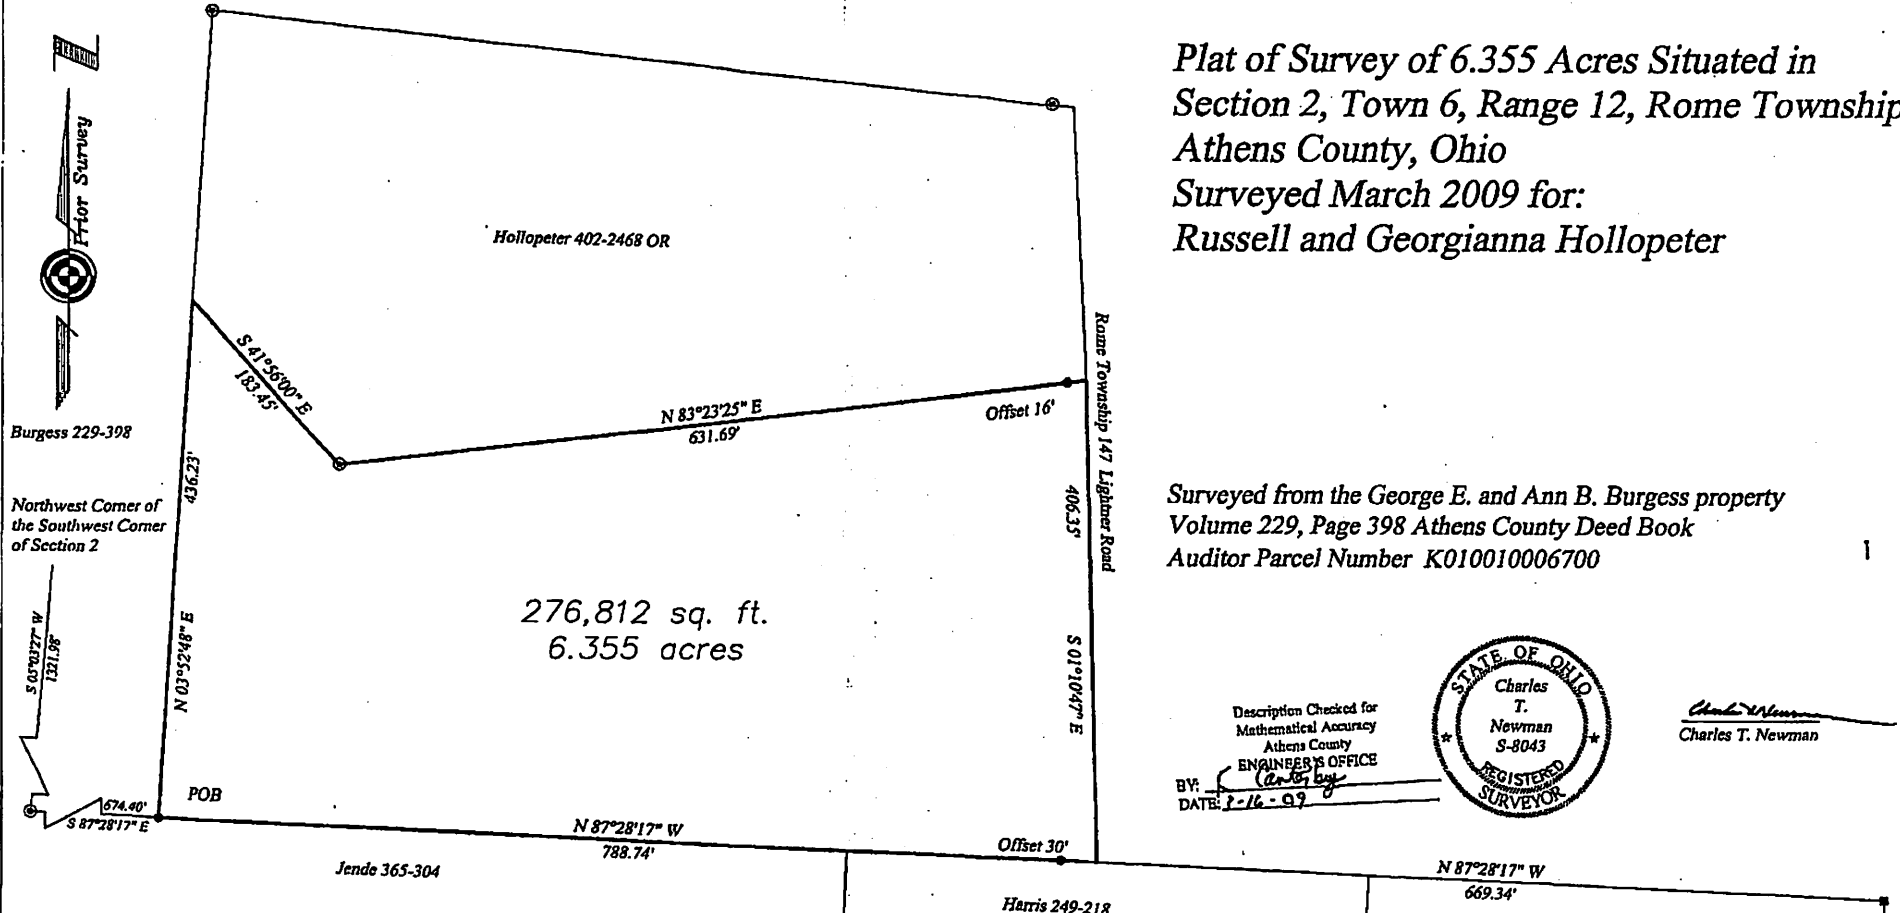 Plat of Survey of 6.355 Acres Situated in
Section 2, Town 6, Range 12, Rome Township
Athens County, Ohio
Surveyed March 2009 for:
Russell and Georgianna Hollopeter
Prior Survey
Hollopeter 402-2468 OR
S 41°56'00" E
183.45'
N 83°23'25" E
631.69'
Offset 16'
Rome Township 147 Lightner Road
Burgess 229-398
436.23'
406.35'
Northwest Corner of
the Southwest Corner
of Section 2
Surveyed from the George E. and Ann B. Burgess property
Volume 229, Page 398 Athens County Deed Book
Auditor Parcel Number K010010006700
S 05°03'27" W
1321.98'
N 03°52'48" E
276,812 sq. ft.
6.355 acres
S 01°10'47" E
Description Checked for
Mathematical Accuracy
Athens County
ENGINEER'S OFFICE
BY:
DATE: 3-16-09
STATE OF OHIO
Charles
T.
Newman
S-8043
REGISTERED
SURVEYOR
Charles T. Newman
674.40'
S 87°28'17" E
POB
N 87°28'17" W
788.74'
Offset 30'
Jende 365-304
N 87°28'17" W
669.34'
Harris 249-218